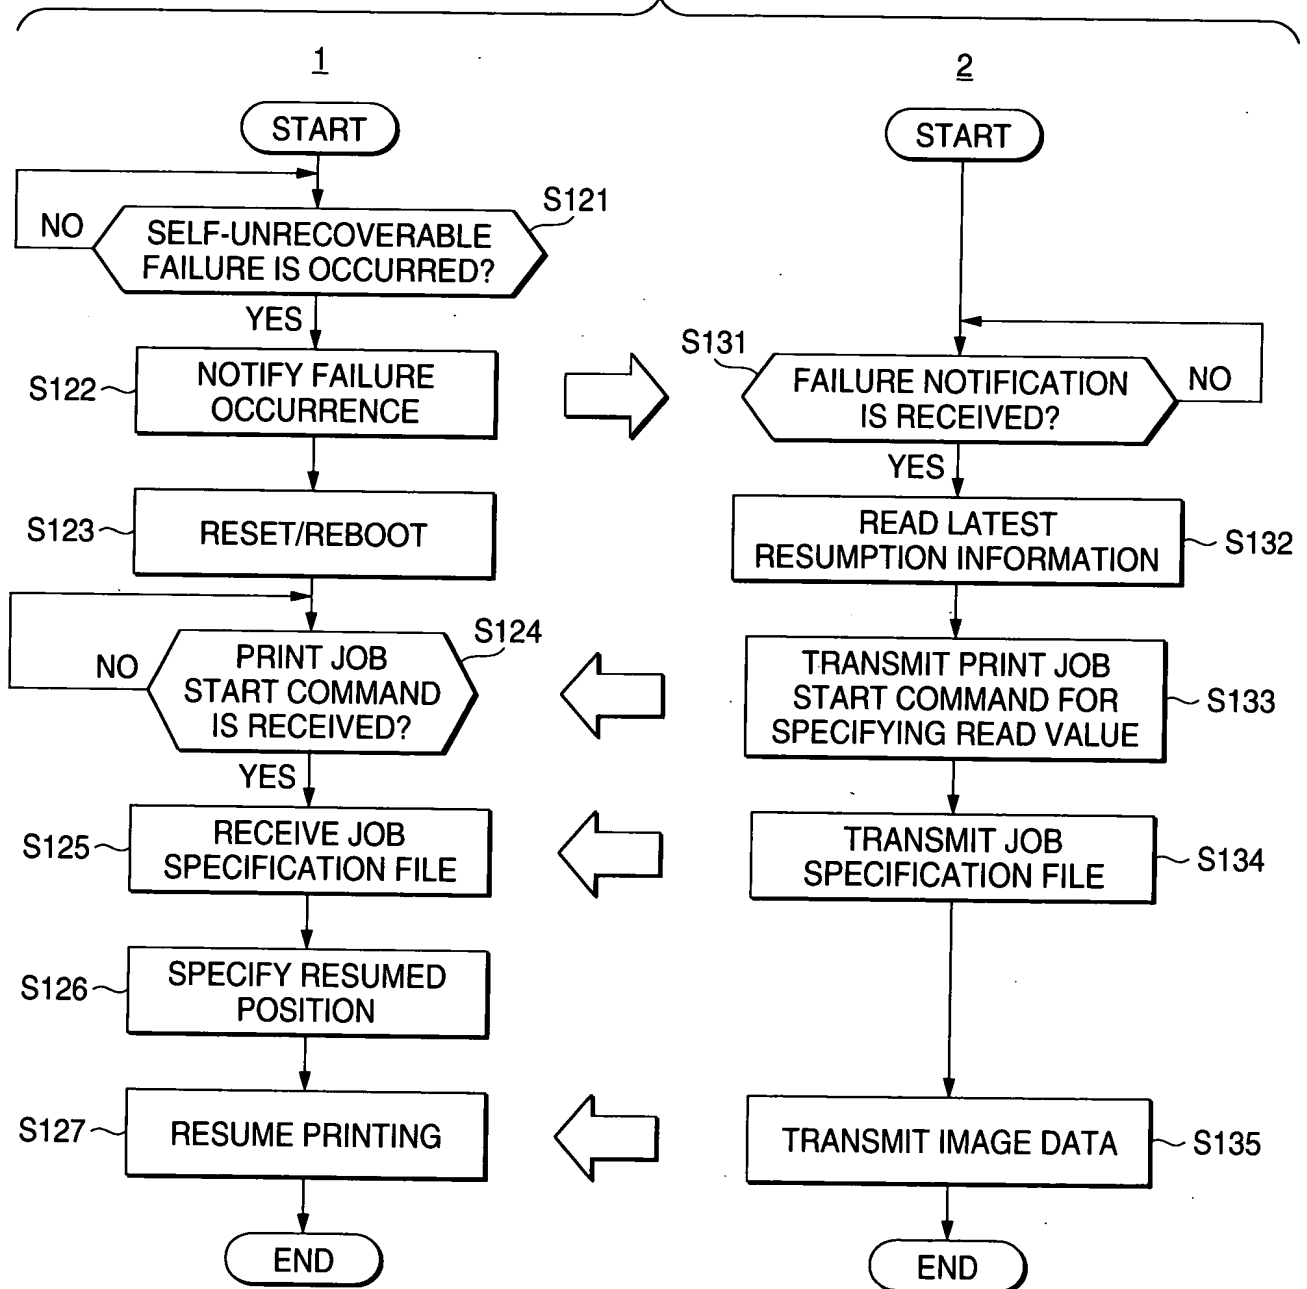 1
START
S121
NO
SELF-UNRECOVERABLE
FAILURE IS OCCURRED?
YES
S122
NOTIFY FAILURE
OCCURRENCE
S123
RESET/REBOOT
S124
NO
PRINT JOB
START COMMAND
IS RECEIVED?
YES
S125
RECEIVE JOB
SPECIFICATION FILE
S126
SPECIFY RESUMED
POSITION
S127
RESUME PRINTING
END
2
START
S131
FAILURE NOTIFICATION
IS RECEIVED?
NO
YES
READ LATEST
RESUMPTION INFORMATION
S132
TRANSMIT PRINT JOB
START COMMAND FOR
SPECIFYING READ VALUE
S133
TRANSMIT JOB
SPECIFICATION FILE
S134
TRANSMIT IMAGE DATA
S135
END